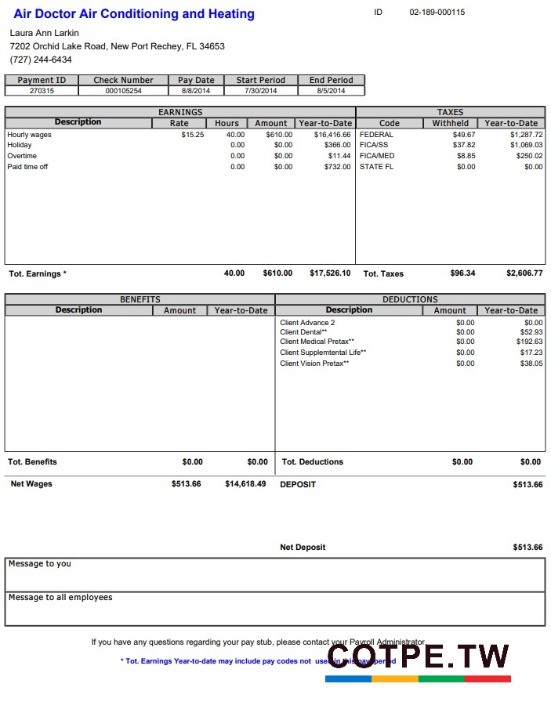 Air Doctor Air Conditioning and Heating
ID 02-189-000115
Laura Ann Larkin
7202 Orchid Lake Road, New Port Rechey, FL 34653
(727) 244-6434
Payment ID Check Number Pay Date Start Period End Period
270315 000105254 8/8/2014 7/30/2014 8/5/2014
EARNINGS TAXES
Description Rate Hours Amount Year-to-Date Code Withheld Year-to-Date
Hourly wages $15.25 40.00 $610.00 $16,416.66 FEDERAL $49.67 $1,287.72
Holiday 0.00 $0.00 $366.00 FICA/SS $37.82 $1,069.03
Overtime 0.00 $0.00 $11.44 FICA/MED $8.85 $250.02
Paid time off 0.00 $0.00 $732.00 STATE FL $0.00 $0.00
Tot. Earnings * 40.00 $610.00 $17,526.10 Tot. Taxes $96.34 $2,606.77
BENEFITS DEDUCTIONS
Description Amount Year-to-Date Description Amount Year-to-Date
Client Advance 2 $0.00 $0.00
Client Dental** $0.00 $52.93
Client Medical Pretax** $0.00 $192.63
Client Supplemtental Life** $0.00 $17.23
Client Vision Pretax** $0.00 $38.05
Tot. Benefits $0.00 $0.00 Tot. Deductions $0.00 $0.00
Net Wages $513.66 $14,618.49 DEPOSIT $513.66
Net Deposit $513.66
Message to you
Message to all employees
If you have any questions regarding your pay stub, please contact your Payroll Administrator
* Tot. Earnings Year-to-date may include pay codes not used in this pay period
COTPE.TW